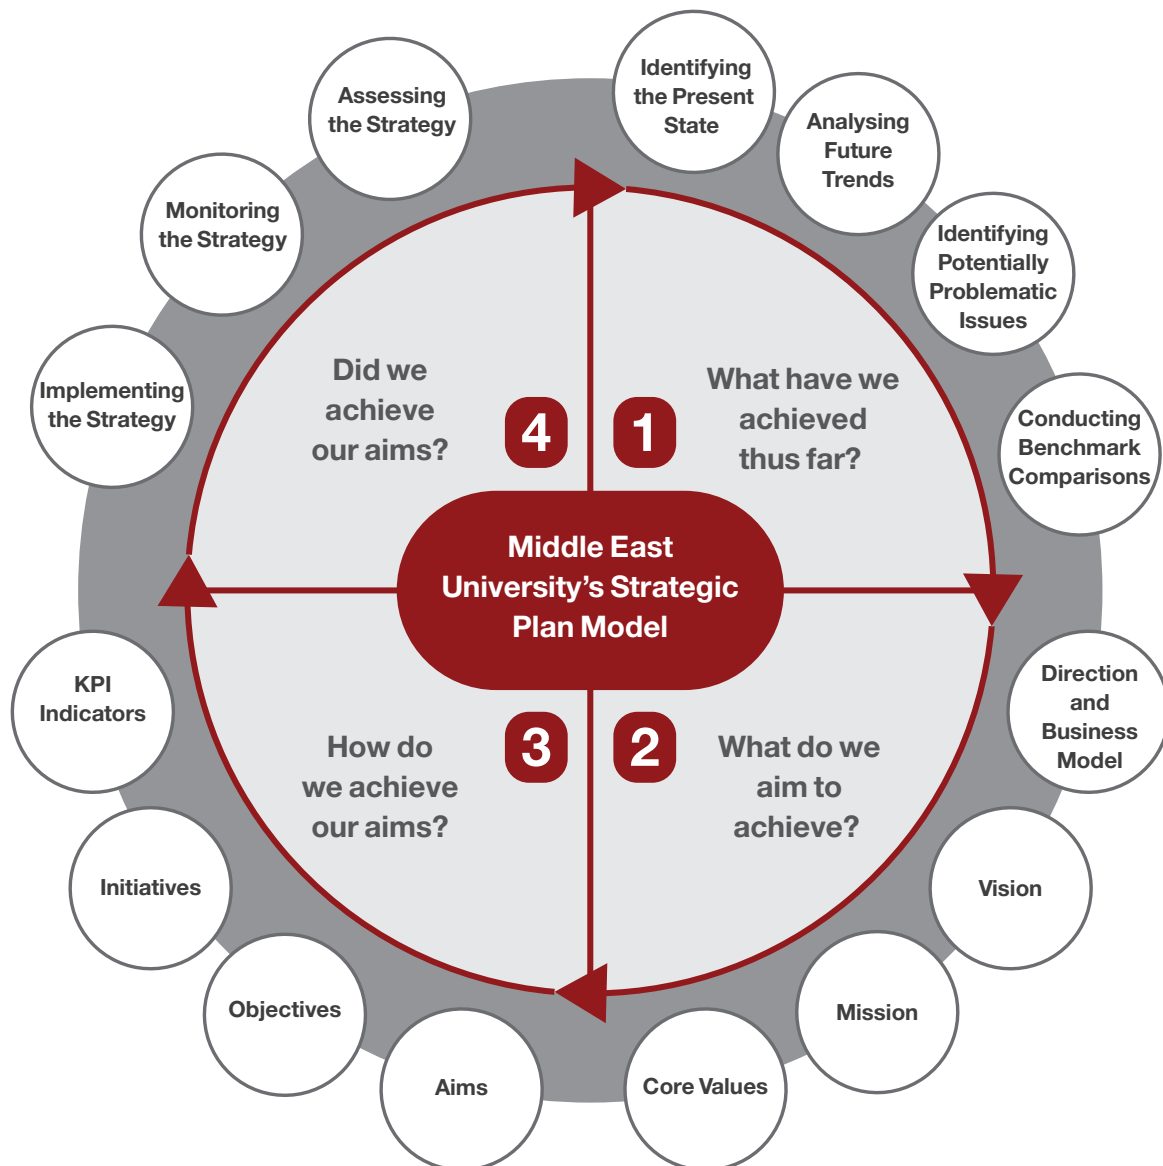 Identifying
the Present
State
Analysing
Future
Trends
Identifying
Potentially
Problematic
Issues
Conducting
Benchmark
Comparisons
Direction
and
Business
Model
Vision
Mission
Core Values
Aims
Objectives
Initiatives
KPI
Indicators
Implementing
the Strategy
Monitoring
the Strategy
Assessing
the Strategy
1
What have we
achieved
thus far?
2
What do we
aim to
achieve?
3
How do
we achieve
our aims?
4
Did we
achieve
our aims?
Middle East
University’s Strategic
Plan Model